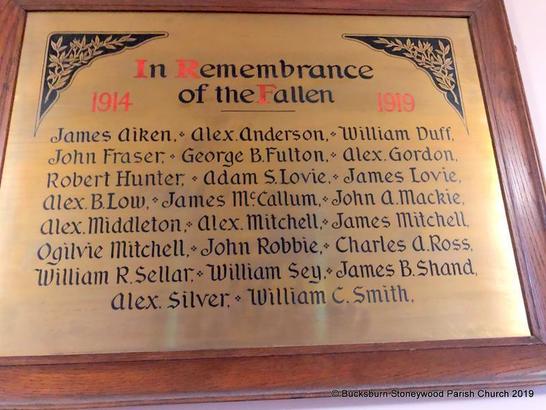 In Remembrance
1914 of the Fallen 1919
James Aiken, Alex. Anderson, William Duff,
John Fraser, George B. Fulton, Alex. Gordon,
Robert Hunter, Adam S. Lovie, James Lovie,
Alex. B. Low, James McCallum, John A. Mackie,
Alex. Middleton, Alex. Mitchell, James Mitchell,
Ogilvie Mitchell, John Robbie, Charles A. Ross,
William R. Sellar, William Sey, James B. Shand,
Alex. Silver, William C. Smith,
©Bucksburn Stoneywood Parish Church 2019